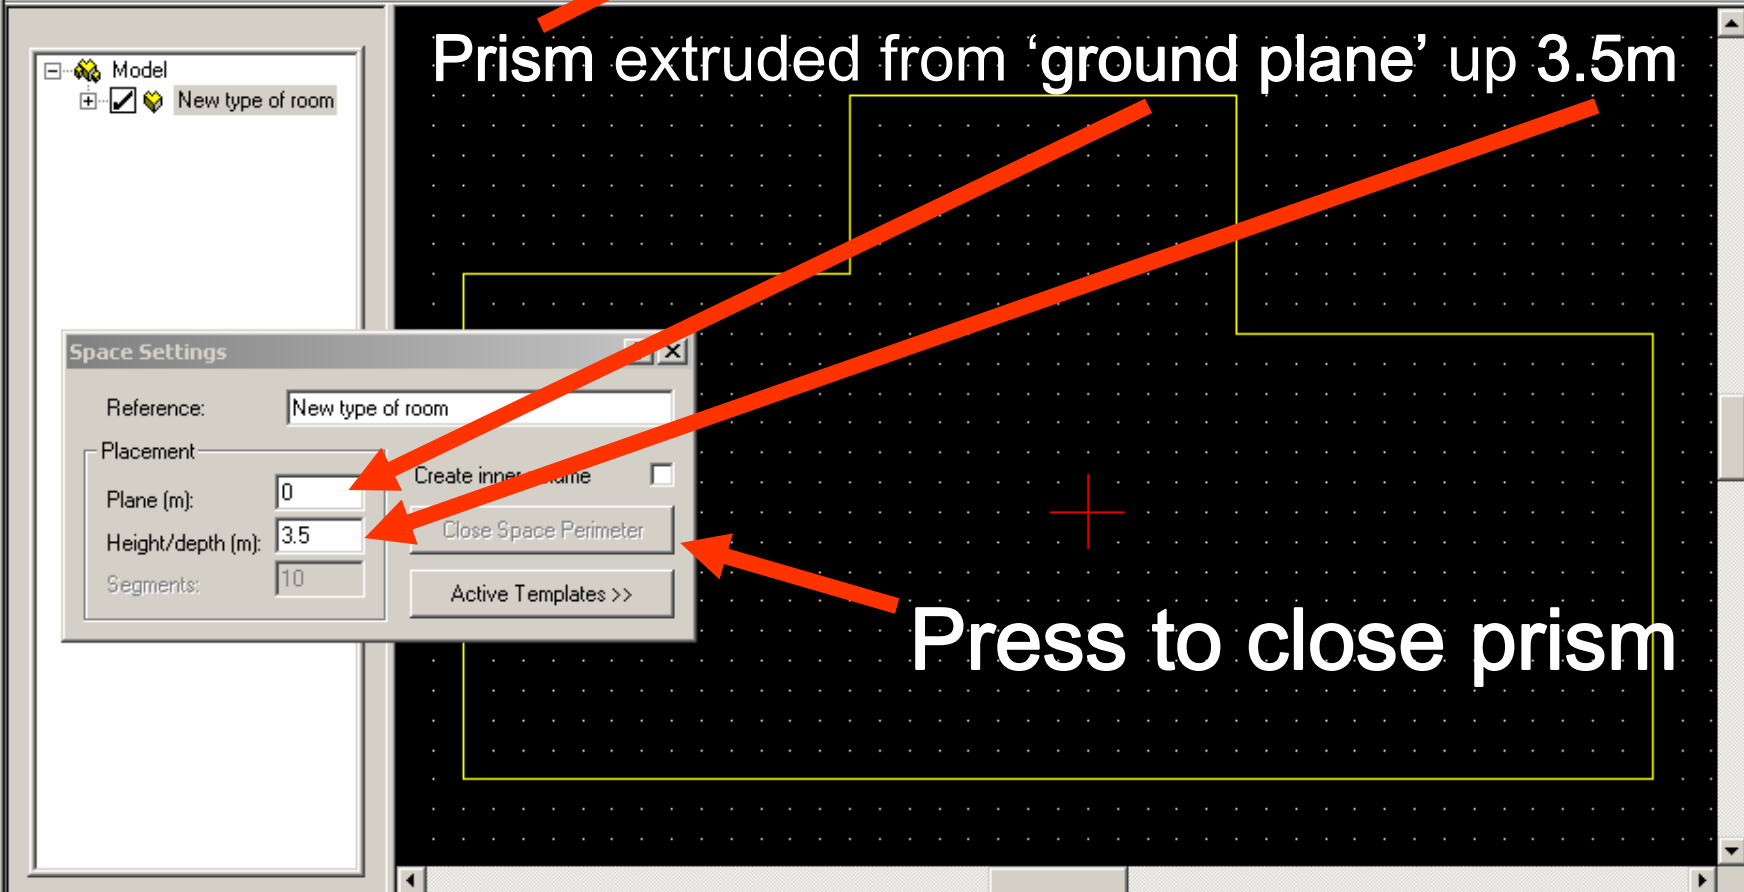 Prism extruded from ‘ground plane’ up 3.5m
Model
New type of room
Space Settings
Reference:
New type of room
Placement
Plane (m):
0
Height/depth (m):
3.5
Segments:
10
Create inner
Close Space Perimeter
Active Templates >>
Press to close prism